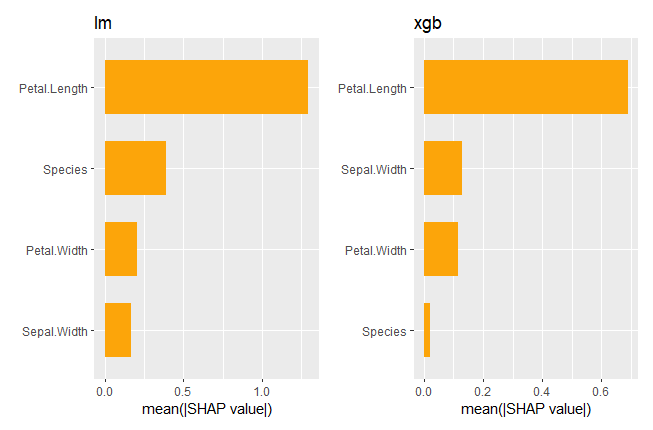 lm
Petal.Length
Species
Petal.Width
Sepal.Width
0.0 0.5 1.0
mean(|SHAP value|)
xgb
Petal.Length
Sepal.Width
Petal.Width
Species
0.0 0.2 0.4 0.6
mean(|SHAP value|)